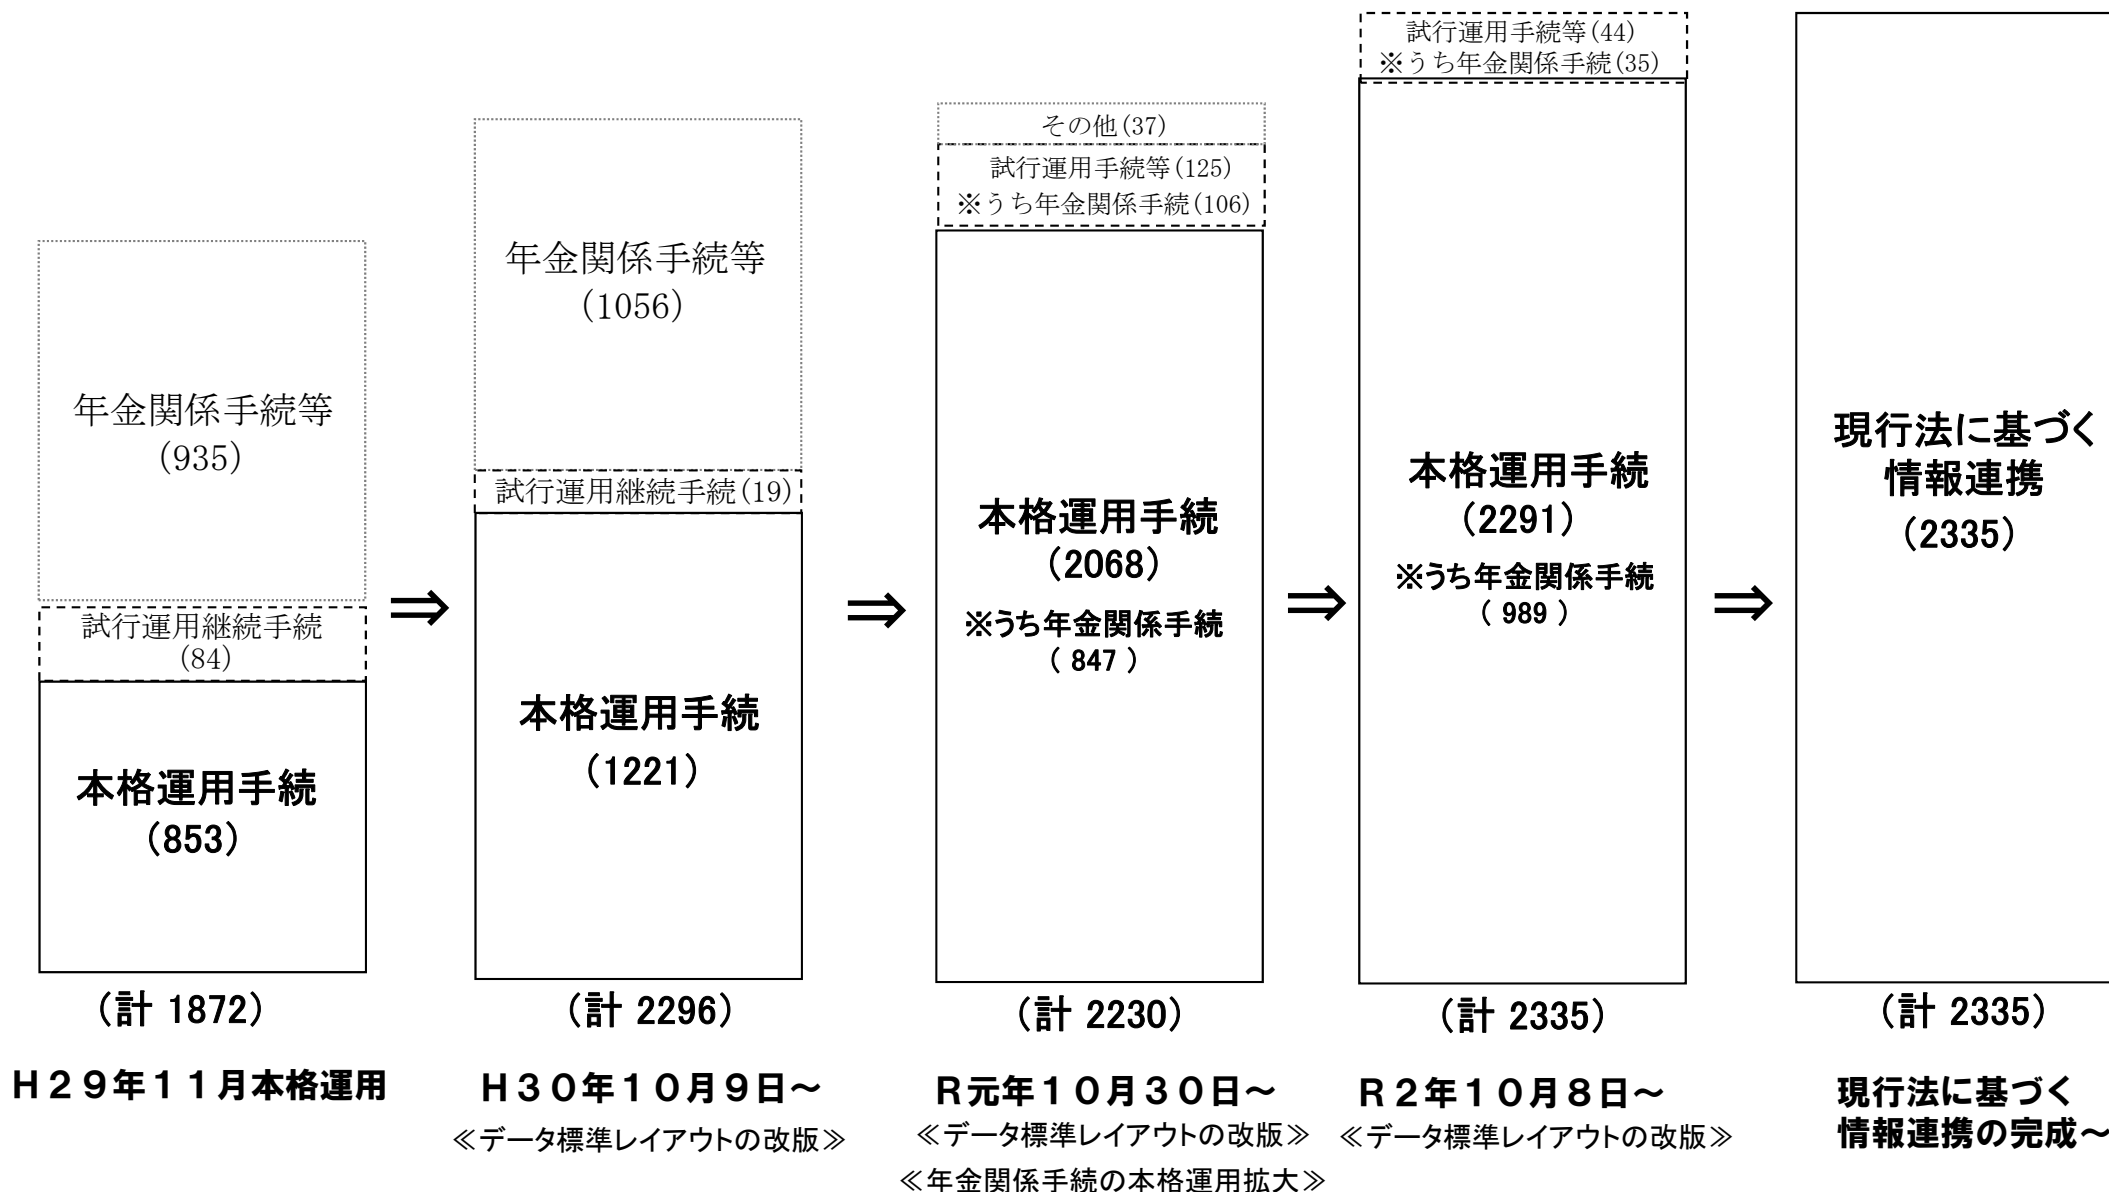 年金関係手続等
(935)
試行運用継続手続
(84)
本格運用手続
(853)
(計 1872)
H29年11月本格運用
⇒
年金関係手続等
(1056)
試行運用継続手続(19)
本格運用手続
(1221)
(計 2296)
H30年10月9日～
≪データ標準レイアウトの改版≫
⇒
その他(37)
試行運用手続等(125)
※うち年金関係手続(106)
本格運用手続
(2068)
※うち年金関係手続
( 847 )
(計 2230)
R元年10月30日～
≪データ標準レイアウトの改版≫
≪年金関係手続の本格運用拡大≫
⇒
試行運用手続等(44)
※うち年金関係手続(35)
本格運用手続
(2291)
※うち年金関係手続
( 989 )
(計 2335)
R2年10月8日～
≪データ標準レイアウトの改版≫
⇒
現行法に基づく
情報連携
(2335)
(計 2335)
現行法に基づく
情報連携の完成～